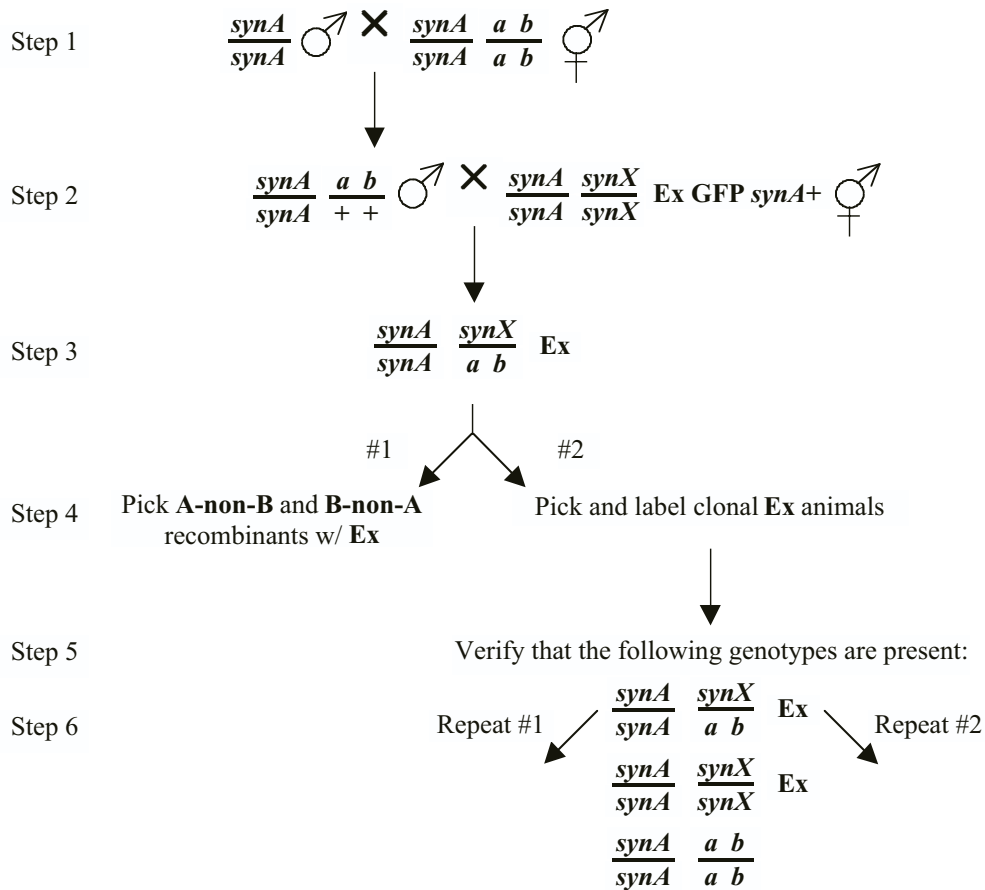 Step 1
synA
synA
×
synA
synA
a b
a b
Step 2
synA
synA
a b
+ +
×
synA
synA
synX
synX
Ex GFP synA+
Step 3
synA
synA
synX
a b
Ex
#1
#2
Step 4
Pick A-non-B and B-non-A
recombinants w/ Ex
Pick and label clonal Ex animals
Step 5
Verify that the following genotypes are present:
Step 6
Repeat #1
synA
synA
synX
a b
Ex
Repeat #2
synA
synA
synX
synX
Ex
synA
synA
a b
a b